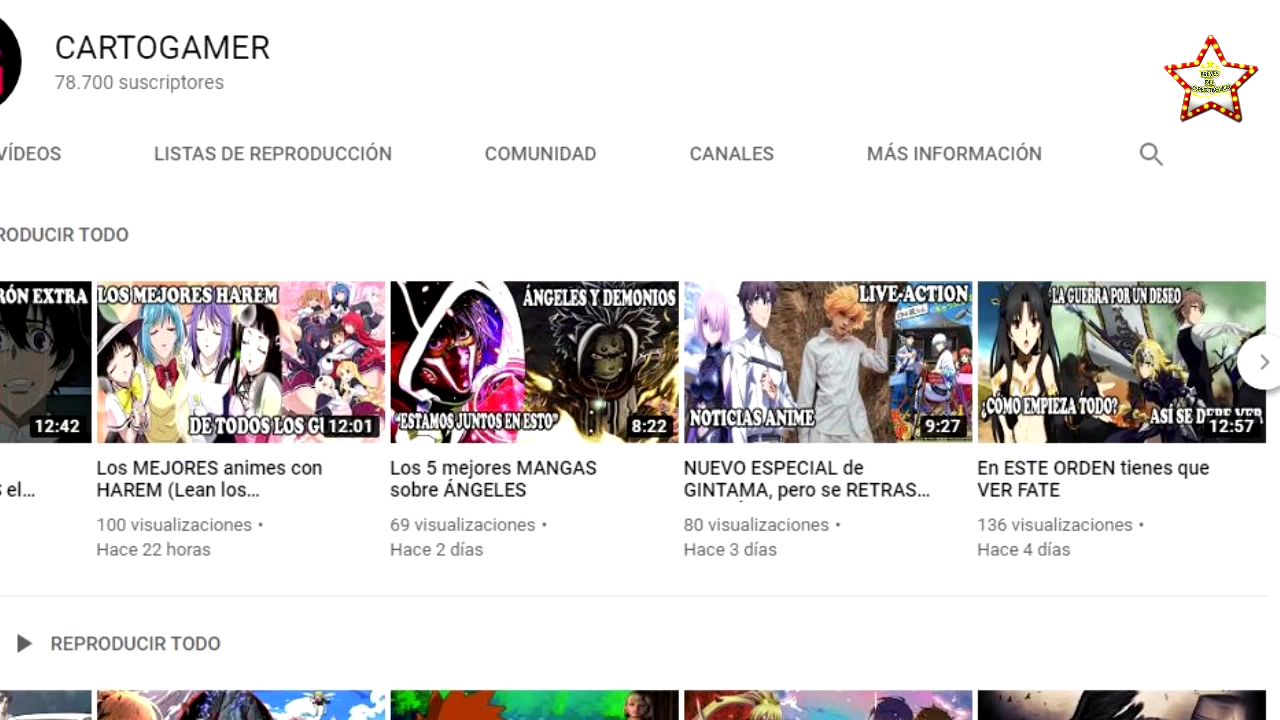 CARTOGAMER
78.700 suscriptores
VÍDEOS
LISTAS DE REPRODUCCIÓN
COMUNIDAD
CANALES
MÁS INFORMACIÓN
RODUCIR TODO
RÓN EXTRA
12:42
LOS MEJORES HAREM
DE TODOS LOS G
12:01
ÁNGELES Y DEMONIOS
"ESTAMOS JUNTOS EN ESTO"
8:22
LIVE-ACTION
NOTICIAS ANIME
9:27
LA GUERRA POR UN DESEO
¿CÓMO EMPIEZA TODO?
ASÍ SE DEBE VER
12:57
S el...
Los MEJORES animes con
HAREM (Lean los...
100 visualizaciones •
Hace 22 horas
Los 5 mejores MANGAS
sobre ÁNGELES
69 visualizaciones •
Hace 2 días
NUEVO ESPECIAL de
GINTAMA, pero se RETRAS...
80 visualizaciones •
Hace 3 días
En ESTE ORDEN tienes que
VER FATE
136 visualizaciones •
Hace 4 días
REPRODUCIR TODO